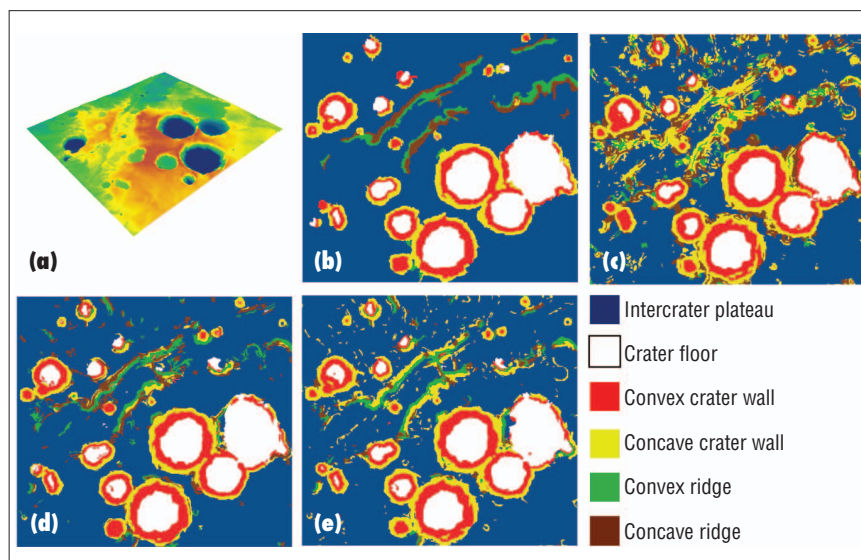 (a)
(b)
(c)
(d)
(e)
Intercrater plateau
Crater floor
Convex crater wall
Concave crater wall
Convex ridge
Concave ridge